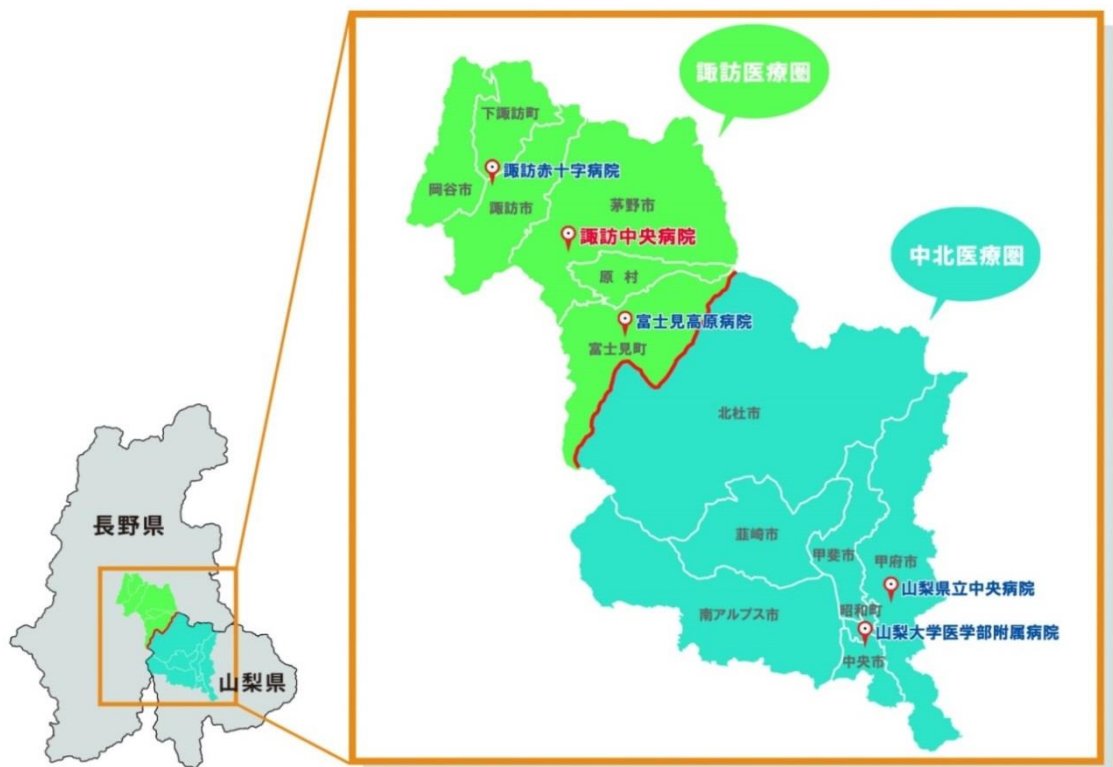 諏訪医療圏
下諏訪町
諏訪赤十字病院
岡谷市
諏訪市
茅野市
諏訪中央病院
中北医療圏
原 村
富士見高原病院
富士見町
北杜市
長野県
韮崎市
甲斐市
甲府市
山梨県立中央病院
南アルプス市
昭和町
山梨大学医学部附属病院
中央市
山梨県